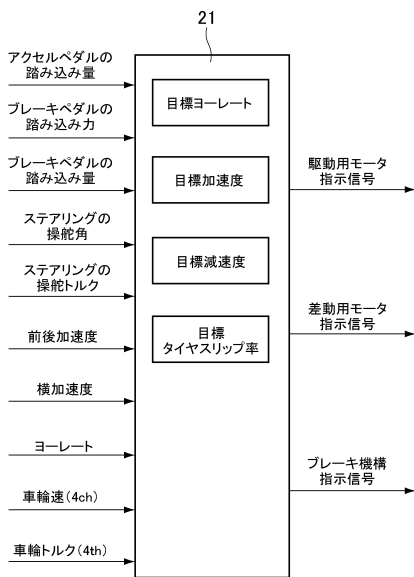 21
アクセルペダルの
踏み込み量
ブレーキペダルの
踏み込み力
ブレーキペダルの
踏み込み量
ステアリングの
操舵角
ステアリングの
操舵トルク
前後加速度
横加速度
ヨーレート
車輪速(4ch)
車輪トルク(4th)
目標ヨーレート
目標加速度
目標減速度
目標
タイヤスリップ率
駆動用モータ
指示信号
差動用モータ
指示信号
ブレーキ機構
指示信号